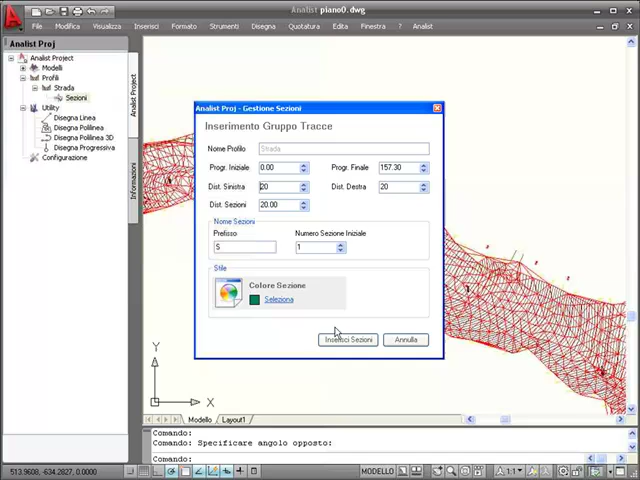 Analist piano0.dwg
File Modifica Visualizza Inserisci Formato Strumenti Disegna Quotatura Edita Finestra ? Analist
Analist Proj
Analist Project
Modelli
Profili
Strada
Sezioni
Utility
Disegna Linea
Disegna Polilinea
Disegna Polilinea 3D
Disegna Progressiva
Configurazione
Analist Project
Informazioni
Analist Proj - Gestione Sezioni
Inserimento Gruppo Tracce
Nome Profilo Strada
Progr. Iniziale 0.00 Progr. Finale 157.30
Dist. Sinistra 20 Dist. Destra 20
Dist. Sezioni 20.00
Nome Sezioni
Prefisso Numero Sezione Iniziale
S 1
Stile
Colore Sezione
Seleziona
Inserisci Sezioni Annulla
Y
X
Modello Layout1
Comando:
Comando: Specificare angolo opposto:
Comando:
513.9608, -634.2827, 0.0000 MODELLO 1:1